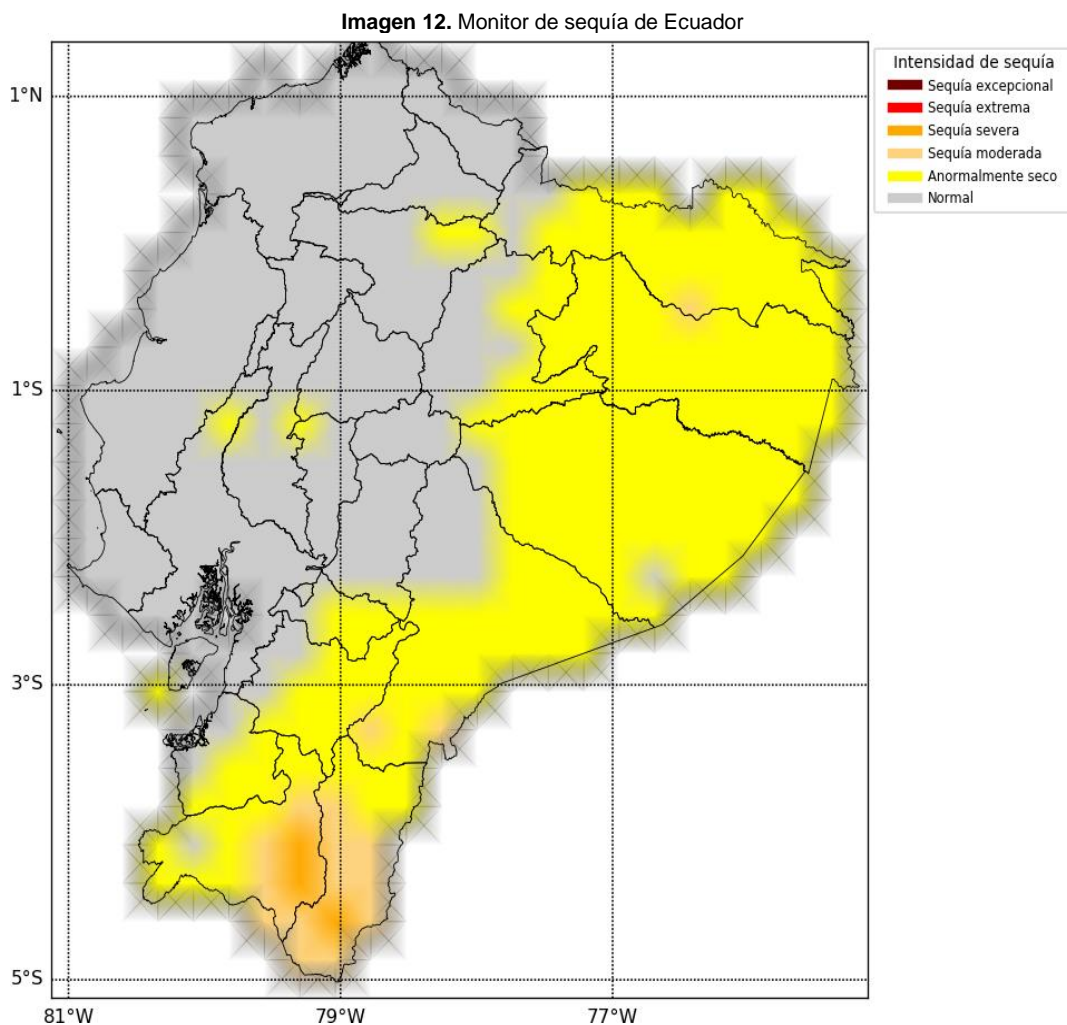 Imagen 12. Monitor de sequía de Ecuador
Intensidad de sequía
Sequía excepcional
Sequía extrema
Sequía severa
Sequía moderada
Anormalmente seco
Normal
1°N
1°S
3°S
5°S
81°W
79°W
77°W